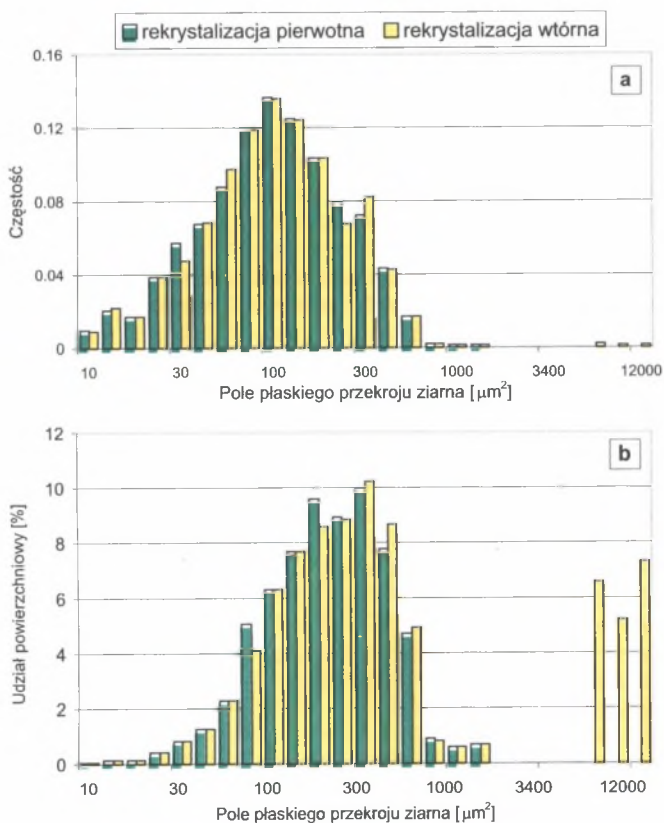 rekrystalizacja pierwotna rekrystalizacja wtórna
a
Częstość
0.16
0.12
0.08
0.04
0
10 30 100 300 1000 3400 12000
Pole płaskiego przekroju ziarna [µm²]
b
Udział powierzchniowy [%]
12
10
8
6
4
2
0
10 30 100 300 1000 3400 12000
Pole płaskiego przekroju ziarna [µm²]